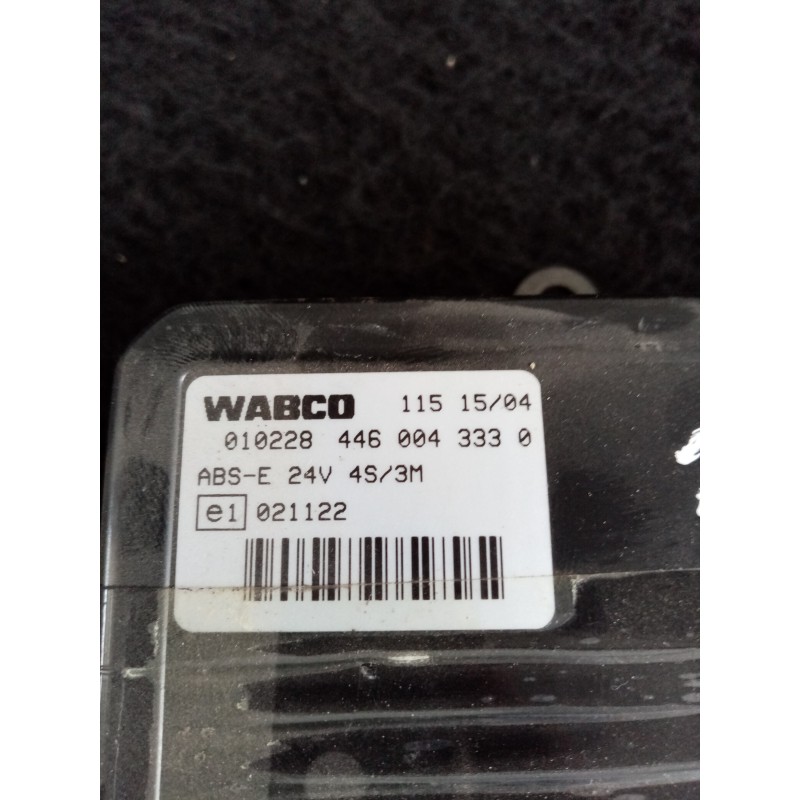 WABCO 115 15/04
010228 446 004 333 0
ABS-E 24V 4S/3M
e1 021122